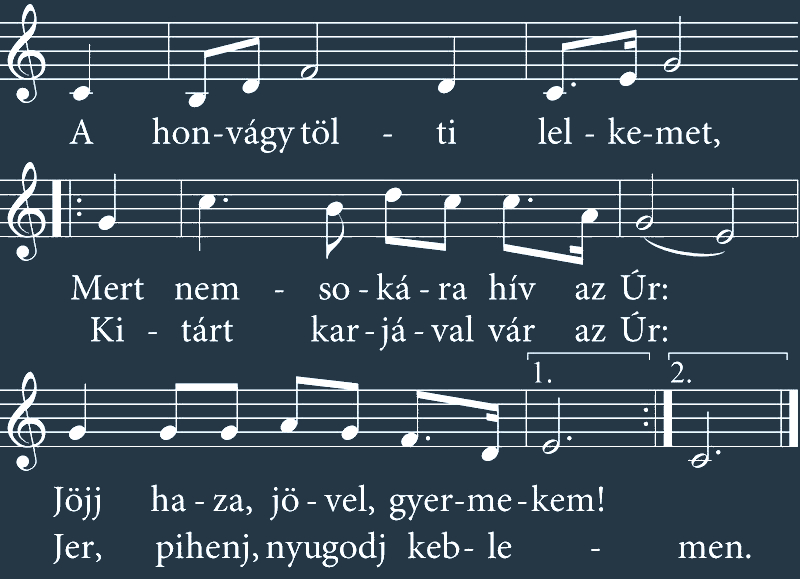 A hon-vágy töl - ti lel - ke-met,
Mert nem - so - ká - ra hív az Úr:
Ki - tárt kar - já - val vár az Úr:
1. 2.
Jöjj ha - za, jö - vel, gyer-me-kem!
Jer, pihenj, nyugodj keb- le - men.